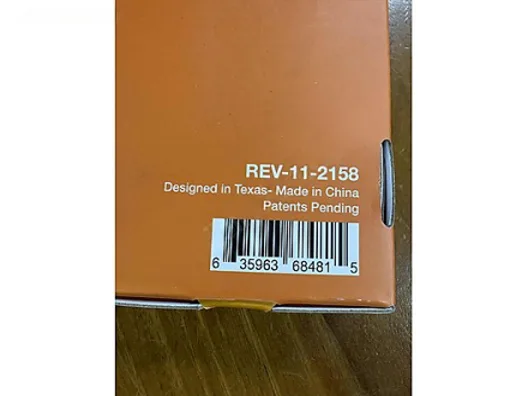 REV-11-2158
Designed in Texas- Made in China
Patents Pending
6 35963 68481 5